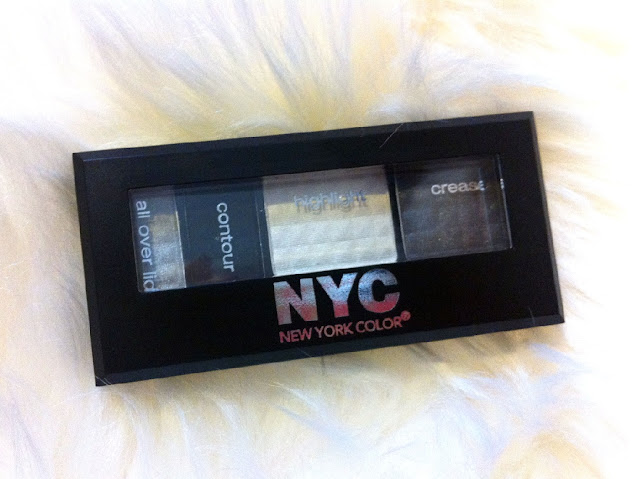 all over lid
contour
highlight
crease
NYC
NEW YORK COLOR®